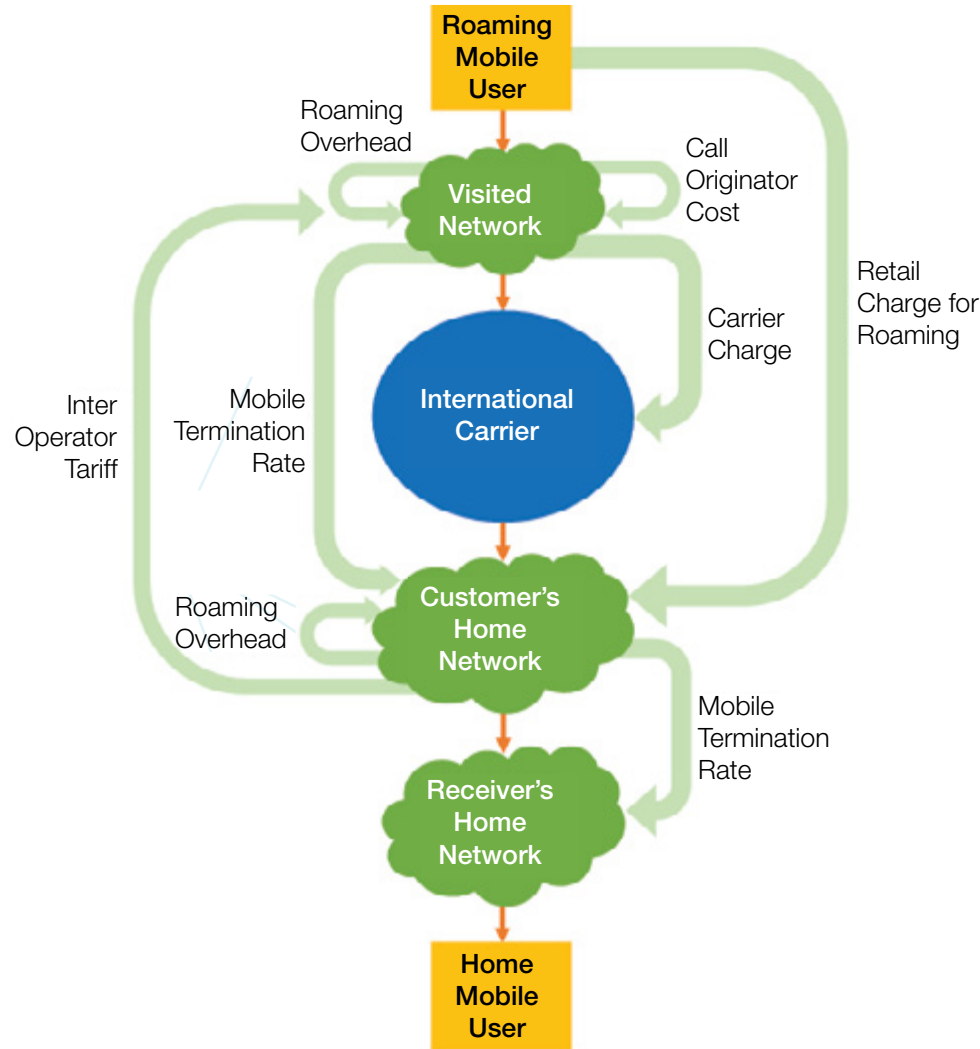 Roaming
Mobile
User
Roaming
Overhead
Visited
Network
Call
Originator
Cost
Retail
Charge for
Roaming
Carrier
Charge
International
Carrier
Inter
Operator
Tariff
Mobile
Termination
Rate
Customer's
Home
Network
Roaming
Overhead
Mobile
Termination
Rate
Receiver's
Home
Network
Home
Mobile
User